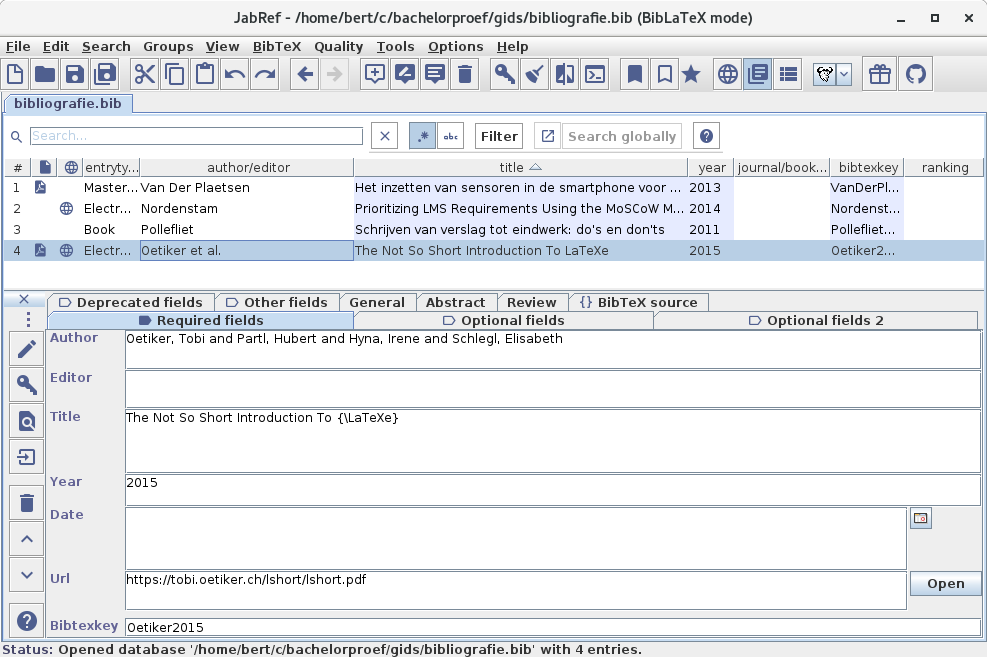 JabRef - /home/bert/c/bachelorproef/gids/bibliografie.bib (BibLaTeX mode)
File Edit Search Groups View BibTeX Quality Tools Options Help
bibliografie.bib
Search... .* abc Filter Search globally
# entryty... author/editor title year journal/book... bibtexkey ranking
1 Master... Van Der Plaetsen Het inzetten van sensoren in de smartphone voor ... 2013 VanDerPl...
2 Electr... Nordenstam Prioritizing LMS Requirements Using the MoSCoW M... 2014 Nordenst...
3 Book Pollefliet Schrijven van verslag tot eindwerk: do's en don'ts 2011 Pollefliet...
4 Electr... Oetiker et al. The Not So Short Introduction To LaTeXe 2015 Oetiker2...
Deprecated fields Other fields General Abstract Review {} BibTeX source
Required fields Optional fields Optional fields 2
Author Oetiker, Tobi and Partl, Hubert and Hyna, Irene and Schlegl, Elisabeth
Editor
Title The Not So Short Introduction To {\LaTeXe}
Year 2015
Date
Url https://tobi.oetiker.ch/lshort/lshort.pdf Open
Bibtexkey Oetiker2015
Status: Opened database '/home/bert/c/bachelorproef/gids/bibliografie.bib' with 4 entries.